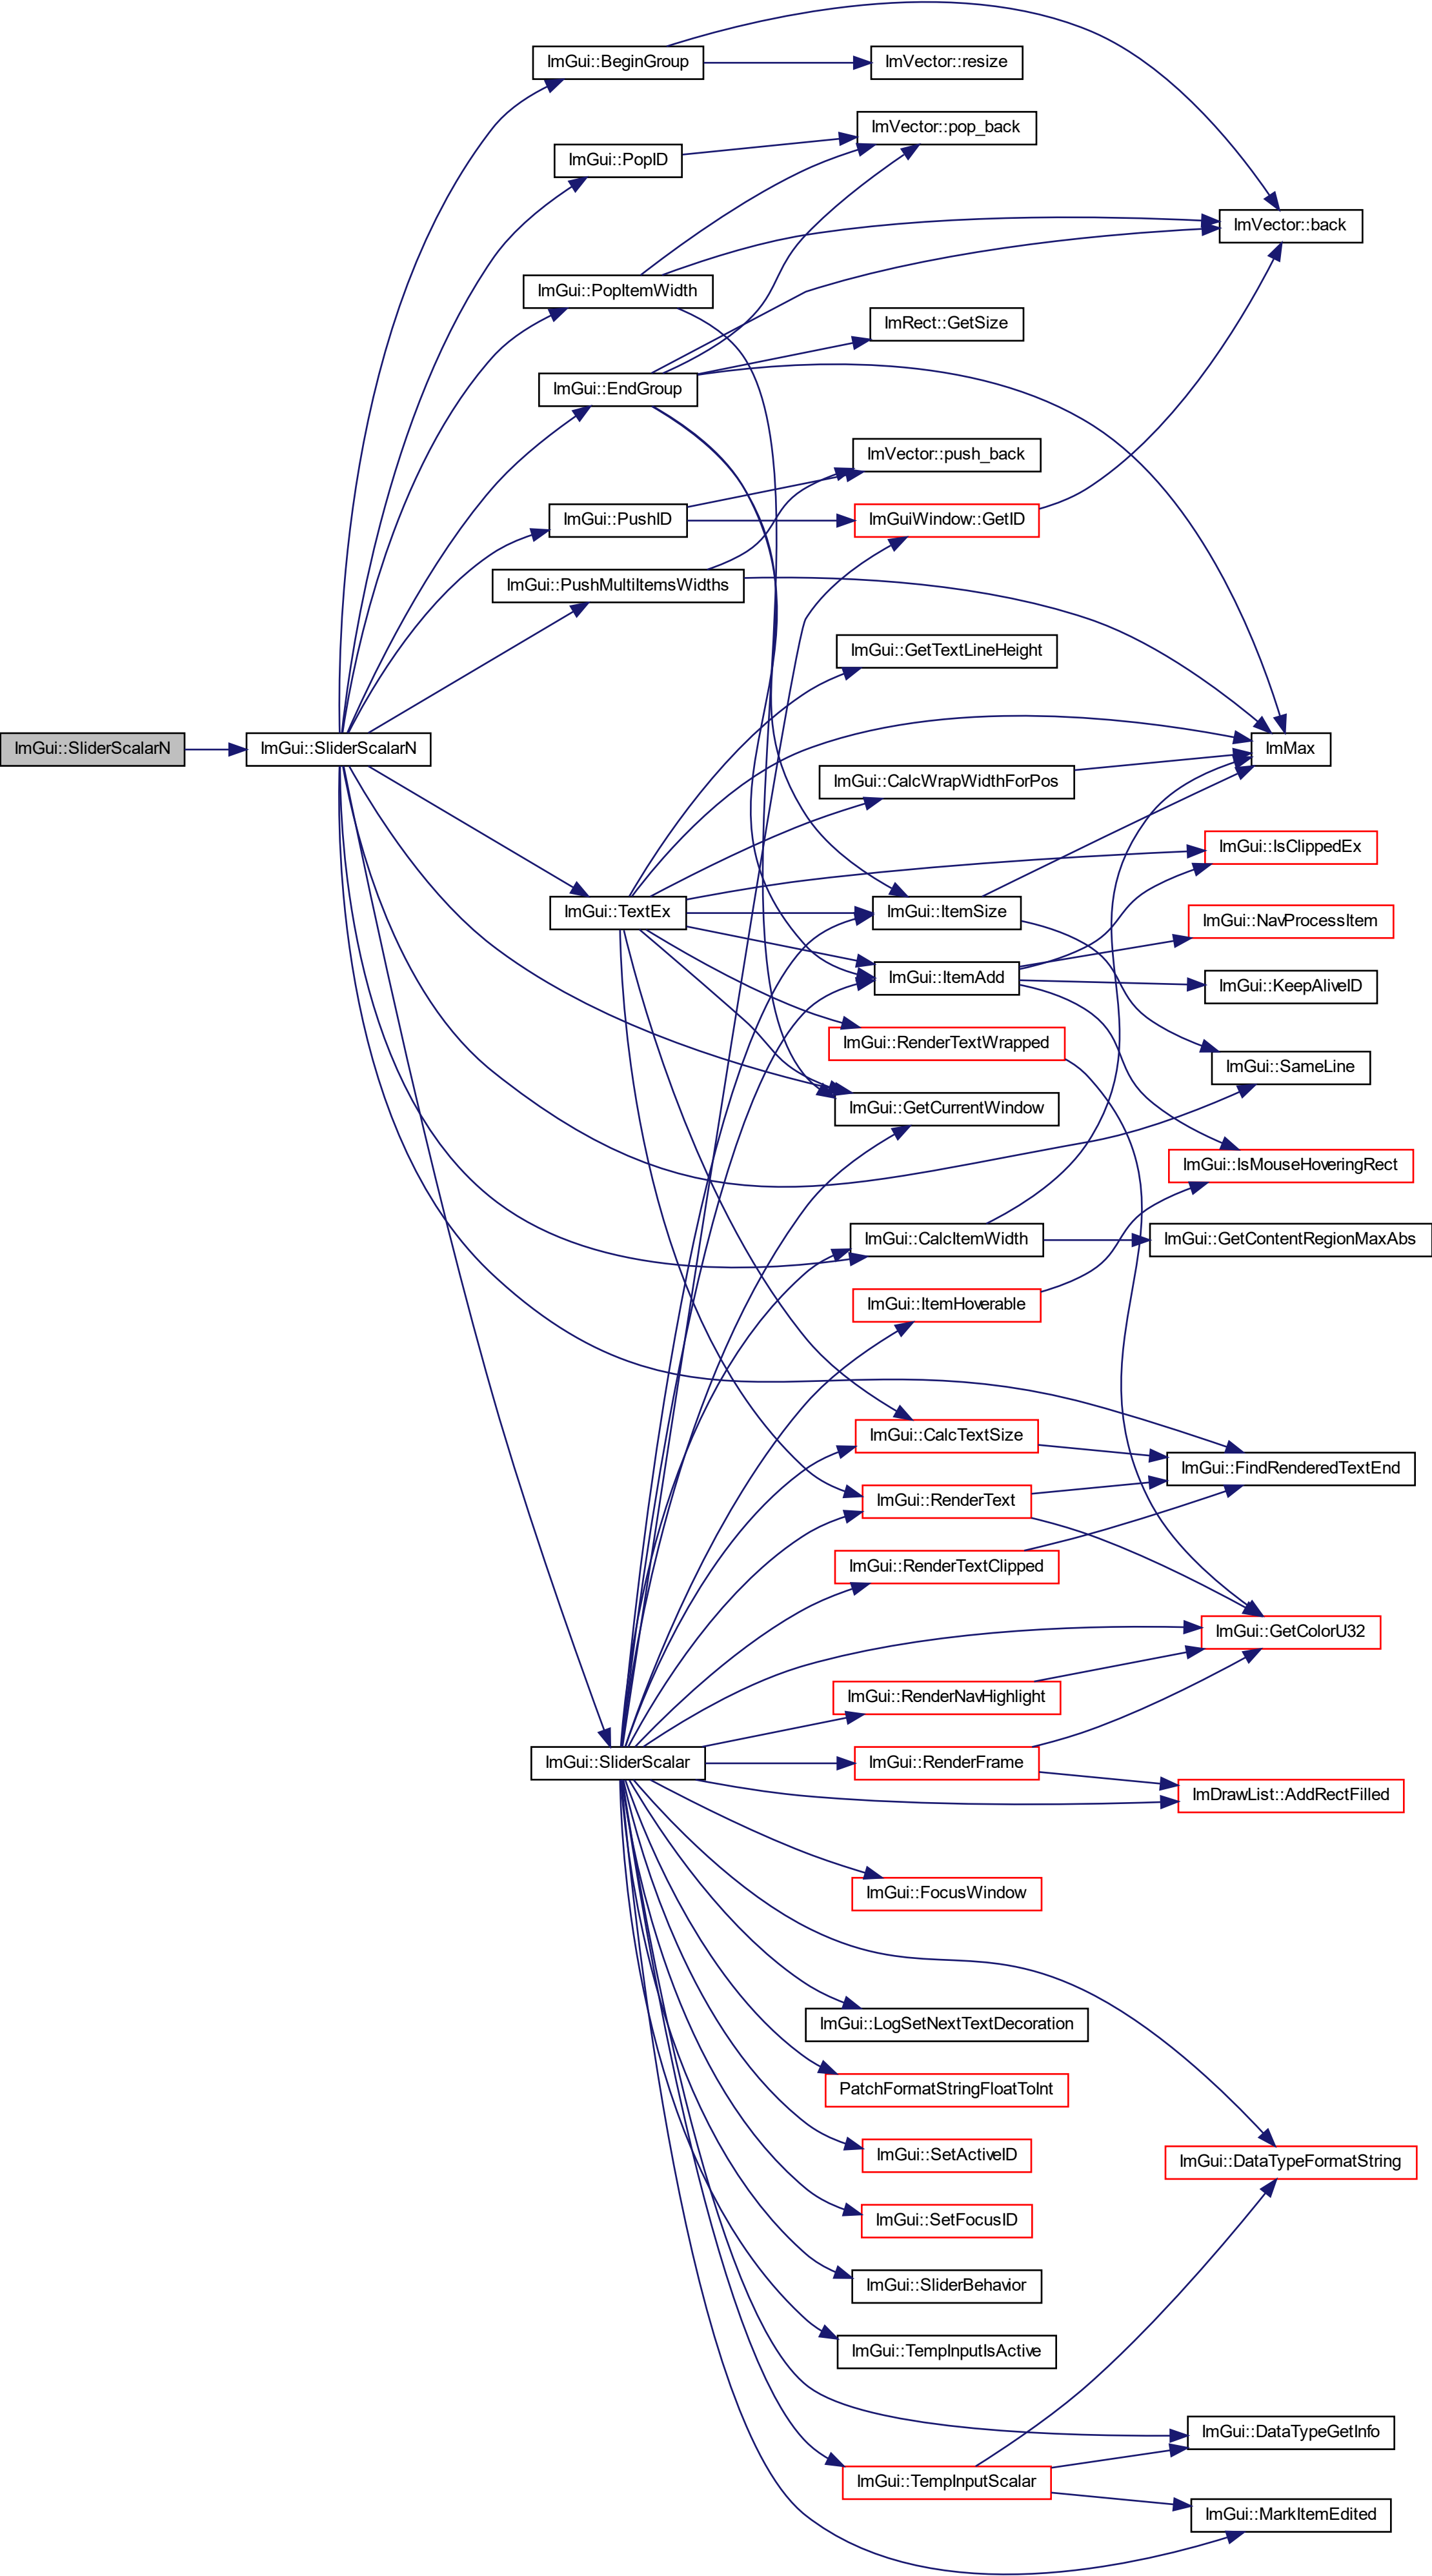 ImGui::BeginGroup
ImVector::resize
ImVector::pop_back
ImGui::PopID
ImVector::back
ImGui::PopItemWidth
ImRect::GetSize
ImGui::EndGroup
ImVector::push_back
ImGui::PushID
ImGuiWindow::GetID
ImGui::PushMultiItemsWidths
ImGui::GetTextLineHeight
ImGui::SliderScalarN
ImGui::SliderScalarN
ImMax
ImGui::CalcWrapWidthForPos
ImGui::IsClippedEx
ImGui::TextEx
ImGui::ItemSize
ImGui::NavProcessItem
ImGui::ItemAdd
ImGui::KeepAliveID
ImGui::RenderTextWrapped
ImGui::SameLine
ImGui::GetCurrentWindow
ImGui::IsMouseHoveringRect
ImGui::CalcItemWidth
ImGui::GetContentRegionMaxAbs
ImGui::ItemHoverable
ImGui::CalcTextSize
ImGui::FindRenderedTextEnd
ImGui::RenderText
ImGui::RenderTextClipped
ImGui::GetColorU32
ImGui::RenderNavHighlight
ImGui::SliderScalar
ImGui::RenderFrame
ImDrawList::AddRectFilled
ImGui::FocusWindow
ImGui::LogSetNextTextDecoration
PatchFormatStringFloatToInt
ImGui::SetActiveID
ImGui::DataTypeFormatString
ImGui::SetFocusID
ImGui::SliderBehavior
ImGui::TempInputIsActive
ImGui::DataTypeGetInfo
ImGui::TempInputScalar
ImGui::MarkItemEdited